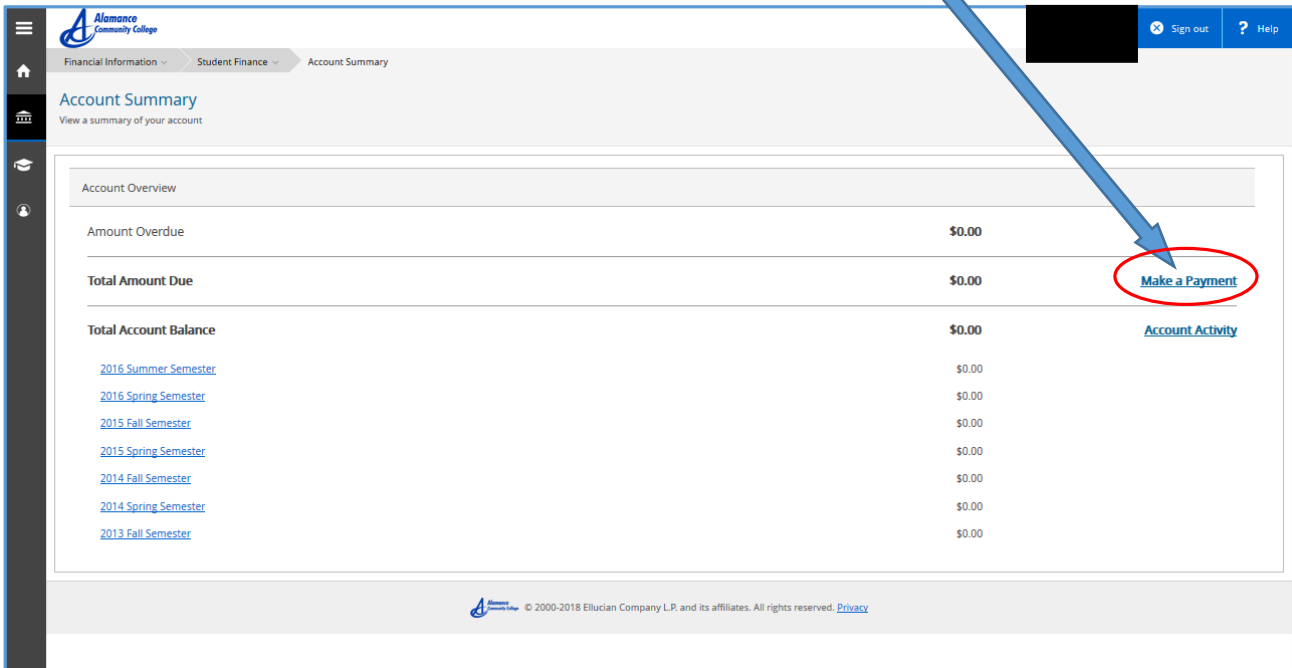 Alamance
Community College
Sign out ? Help
Financial Information Student Finance Account Summary
Account Summary
View a summary of your account
Account Overview
Amount Overdue $0.00
Total Amount Due $0.00 Make a Payment
Total Account Balance $0.00 Account Activity
2016 Summer Semester $0.00
2016 Spring Semester $0.00
2015 Fall Semester $0.00
2015 Spring Semester $0.00
2014 Fall Semester $0.00
2014 Spring Semester $0.00
2013 Fall Semester $0.00
Alamance
Community College
© 2000-2018 Ellucian Company L.P. and its affiliates. All rights reserved. Privacy